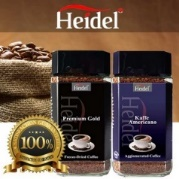 Heidel
Heidel
Premium Gold
Freeze-Dried Coffee
Heidel
Kaffe
Americano
Agglomerated Coffee
100%